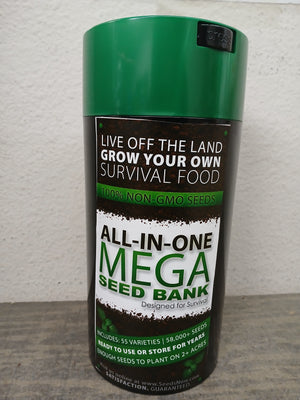 LIVE OFF THE LAND
GROW YOUR OWN
SURVIVAL FOOD
100% NON-GMO SEEDS
ALL-IN-ONE
MEGA
SEED BANK
Designed for Survival
INCLUDES: 55 VARIETIES | 58,000+ SEEDS
READY TO USE OR STORE FOR YEARS
ENOUGH SEEDS TO PLANT ON 2+ ACRES
SATISFACTION GUARANTEED